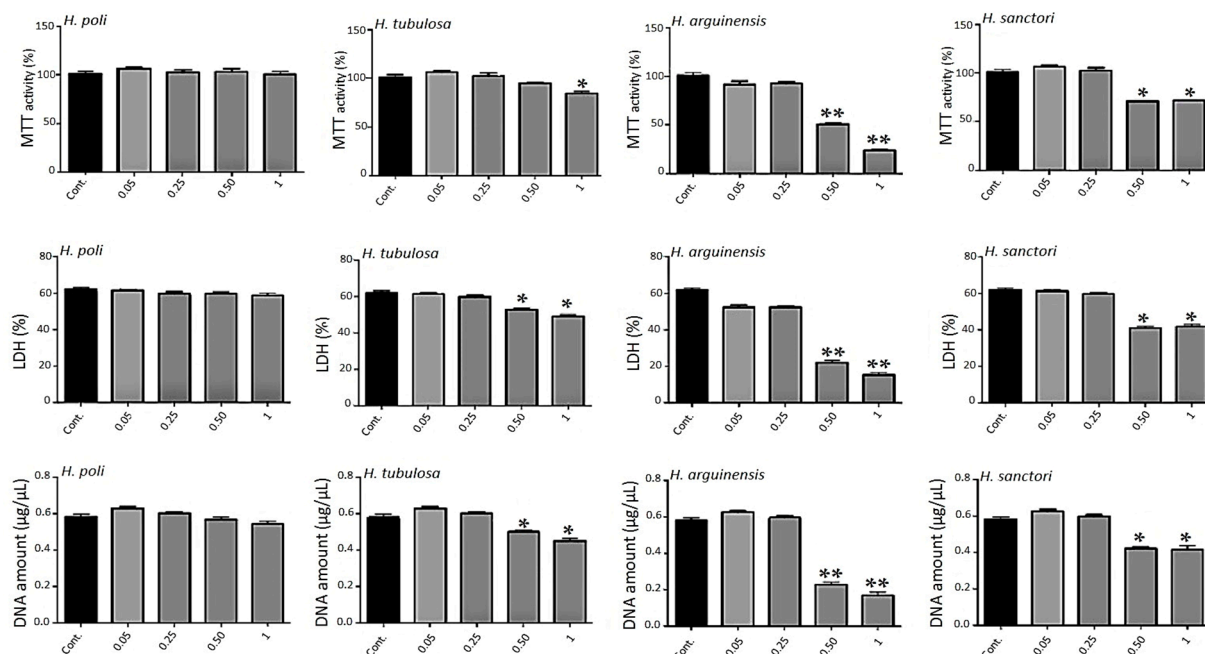 H. poli
MTT activity (%)
150
100
50
0
Cont. 0.05 0.25 0.50 1
H. tubulosa
MTT activity (%)
150
100
50
0
*
Cont. 0.05 0.25 0.50 1
H. arguinensis
MTT activity (%)
150
100
50
0
** **
Cont. 0.05 0.25 0.50 1
H. sanctori
MTT activity (%)
150
100
50
0
* *
Cont. 0.05 0.25 0.50 1
H. poli
LDH (%)
80
60
40
20
0
Cont. 0.05 0.25 0.50 1
H. tubulosa
LDH (%)
80
60
40
20
0
* *
Cont. 0.05 0.25 0.50 1
H. arguinensis
LDH (%)
80
60
40
20
0
** **
Cont. 0.05 0.25 0.50 1
H. sanctori
LDH (%)
80
60
40
20
0
* *
Cont. 0.05 0.25 0.50 1
H. poli
DNA amount (µg/µL)
0.8
0.6
0.4
0.2
0.0
Cont. 0.05 0.25 0.50 1
H. tubulosa
DNA amount (µg/µL)
0.8
0.6
0.4
0.2
0.0
* *
Cont. 0.05 0.25 0.50 1
H. arguinensis
DNA amount (µg/µL)
0.8
0.6
0.4
0.2
0.0
** **
Cont. 0.05 0.25 0.50 1
H. sanctori
DNA amount (µg/µL)
0.8
0.6
0.4
0.2
0.0
* *
Cont. 0.05 0.25 0.50 1